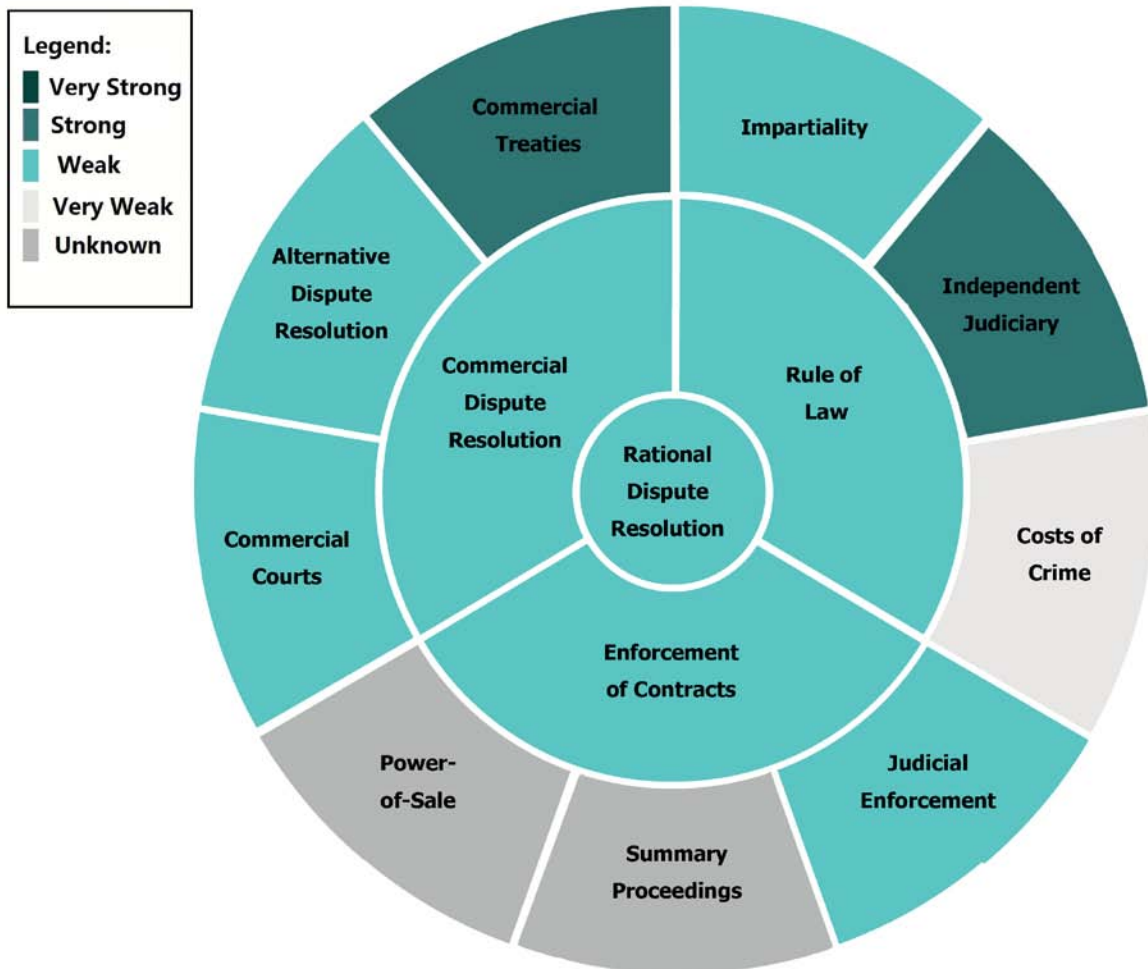 Legend:
Very Strong
Strong
Weak
Very Weak
Unknown
Commercial
Treaties
Impartiality
Alternative
Dispute
Resolution
Independent
Judiciary
Commercial
Dispute
Resolution
Rule of
Law
Rational
Dispute
Resolution
Commercial
Courts
Costs of
Crime
Enforcement
of Contracts
Power-
of-Sale
Judicial
Enforcement
Summary
Proceedings